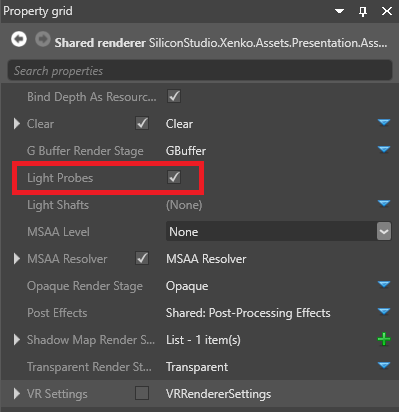 Property grid
Shared renderer SiliconStudio.Xenko.Assets.Presentation.Ass...
Search properties
Bind Depth As Resourc...
Clear Clear
G Buffer Render Stage GBuffer
Light Probes
Light Shafts (None)
MSAA Level None
MSAA Resolver MSAA Resolver
Opaque Render Stage Opaque
Post Effects Shared: Post-Processing Effects
Shadow Map Render S... List - 1 item(s)
Transparent Render St... Transparent
VR Settings VRRendererSettings